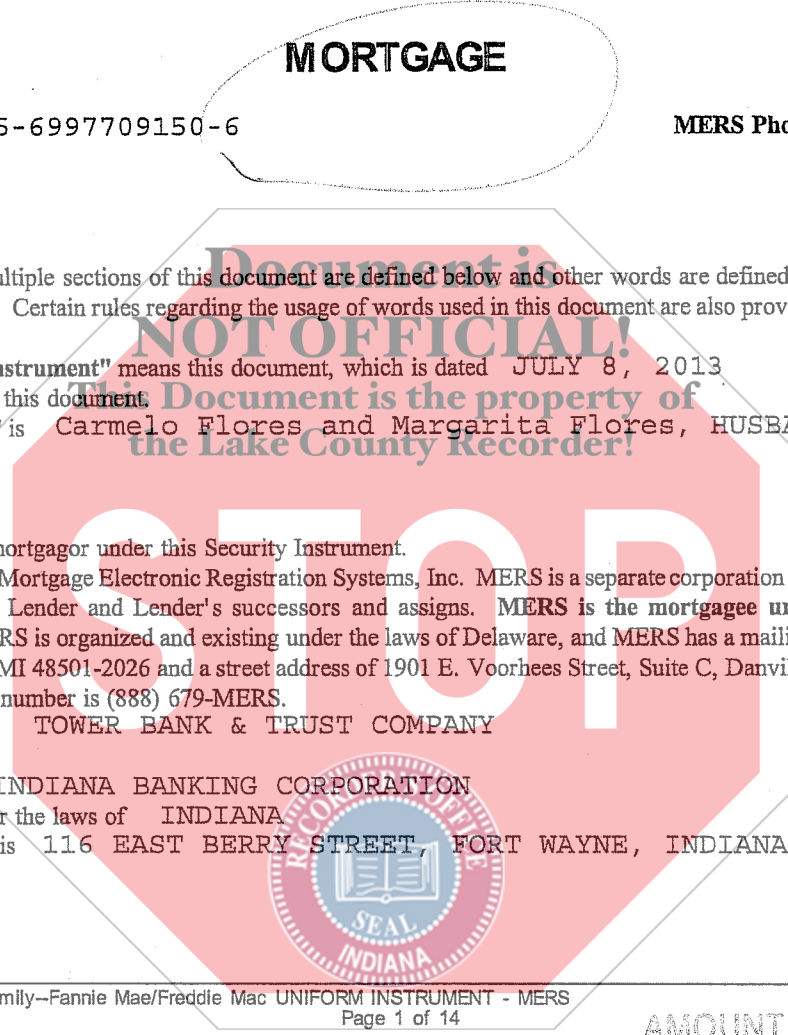 MORTGAGE
5-6997709150-6
MERS Pho
Document is
ultiple sections of this document are defined below and other words are defined
Certain rules regarding the usage of words used in this document are also prov
NOT OFFICIAL!
nstrument" means this document, which is dated JULY 8, 2013
this document.
This Document is the property of
is Carmelo Flores and Margarita Flores, HUSBA
the Lake County Recorder!
STOP
nortgagor under this Security Instrument.
Mortgage Electronic Registration Systems, Inc. MERS is a separate corporation
Lender and Lender's successors and assigns. MERS is the mortgagee u
RS is organized and existing under the laws of Delaware, and MERS has a maili
MI 48501-2026 and a street address of 1901 E. Voorhees Street, Suite C, Danvil
number is (888) 679-MERS.
TOWER BANK & TRUST COMPANY
INDIANA BANKING CORPORATION
r the laws of INDIANA
is 116 EAST BERRY STREET, FORT WAYNE, INDIANA
RECORDER'S OFFICE
SEAL
INDIANA
mily--Fannie Mae/Freddie Mac UNIFORM INSTRUMENT - MERS
Page 1 of 14
AMOUNT